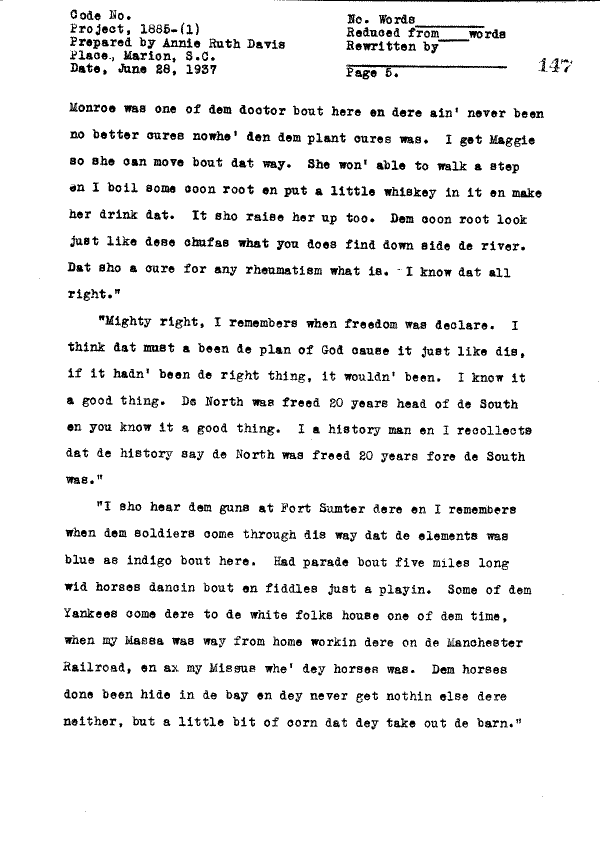 Code No.
Project, 1885-(1)
Prepared by Annie Ruth Davis
Place, Marion, S.C.
Date, June 28, 1937
No. Words
Reduced from words
Rewritten by
Page 5.
147
Monroe was one of dem doctor bout here en dere ain' never been
no better cures nowhe' den dem plant cures was. I get Maggie
so she can move bout dat way. She won' able to walk a step
en I boil some coon root en put a little whiskey in it en make
her drink dat. It sho raise her up too. Dem coon root look
just like dese chufas what you does find down side de river.
Dat sho a cure for any rheumatism what is. I know dat all
right."
"Mighty right, I remembers when freedom was declare. I
think dat must a been de plan of God cause it just like dis,
if it hadn' been de right thing, it wouldn' been. I know it
a good thing. De North was freed 20 years head of de South
en you know it a good thing. I a history man en I recollects
dat de history say de North was freed 20 years fore de South
was."
"I sho hear dem guns at Fort Sumter dere en I remembers
when dem soldiers come through dis way dat de elements was
blue as indigo bout here. Had parade bout five miles long
wid horses dancin bout en fiddles just a playin. Some of dem
Yankees come dere to de white folks house one of dem time,
when my Massa was way from home workin dere on de Manchester
Railroad, en ax my Missus whe' dey horses was. Dem horses
done been hide in de bay en dey never get nothin else dere
neither, but a little bit of corn dat dey take out de barn."